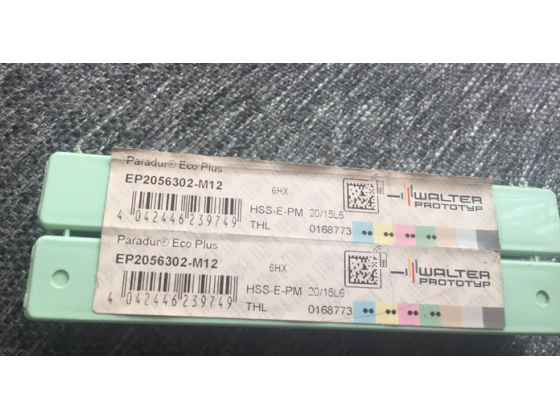 Paradur® Eco Plus
EP2056302-M12
6HX
4 042446 239749
HSS-E-PM 20/15L6
THL 0168773
WALTER
PROTOTYP
Paradur® Eco Plus
EP2056302-M12
6HX
4 042446 239749
HSS-E-PM 20/15L6
THL 0168773
WALTER
PROTOTYP